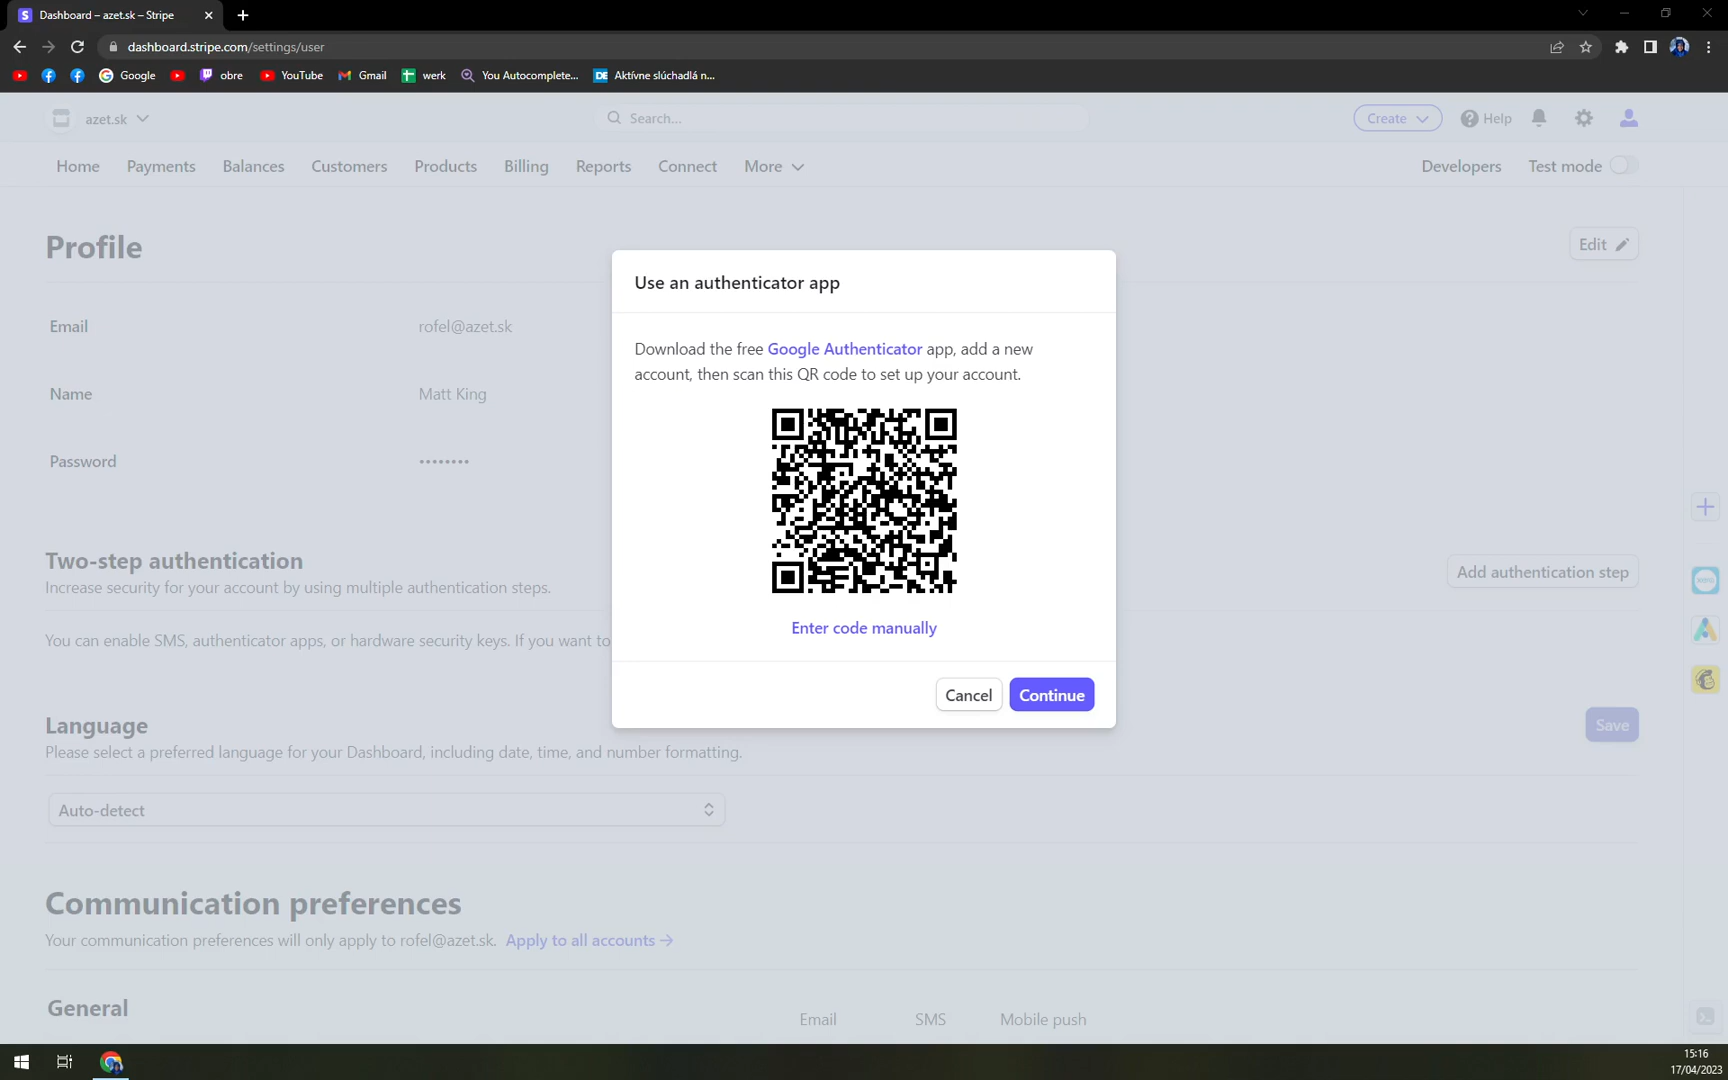 Dashboard – azet.sk – Stripe
dashboard.stripe.com/settings/user
Google
obre
YouTube
Gmail
werk
You Autocomplete...
DE
Aktívne slúchadlá n...
azet.sk
Search...
Create
Help
Home
Payments
Balances
Customers
Products
Billing
Reports
Connect
More
Developers
Test mode
Profile
Edit
Email
rofel@azet.sk
Name
Matt King
Password
••••••••
Two-step authentication
Increase security for your account by using multiple authentication steps.
Add authentication step
You can enable SMS, authenticator apps, or hardware security keys. If you want to
Use an authenticator app
Download the free Google Authenticator app, add a new
account, then scan this QR code to set up your account.
Enter code manually
Cancel
Continue
Language
Please select a preferred language for your Dashboard, including date, time, and number formatting.
Save
Auto-detect
Communication preferences
Your communication preferences will only apply to rofel@azet.sk. Apply to all accounts →
General
Email
SMS
Mobile push
15:16
17/04/2023